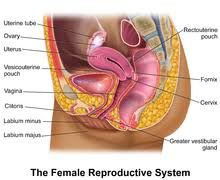 Uterine tube
Ovary
Uterus
Vesicouterine
pouch
Vagina
Clitoris
Labium minus
Labium majus
Rectouterine
pouch
Fornix
Cervix
Greater vestibular
gland
The Female Reproductive System